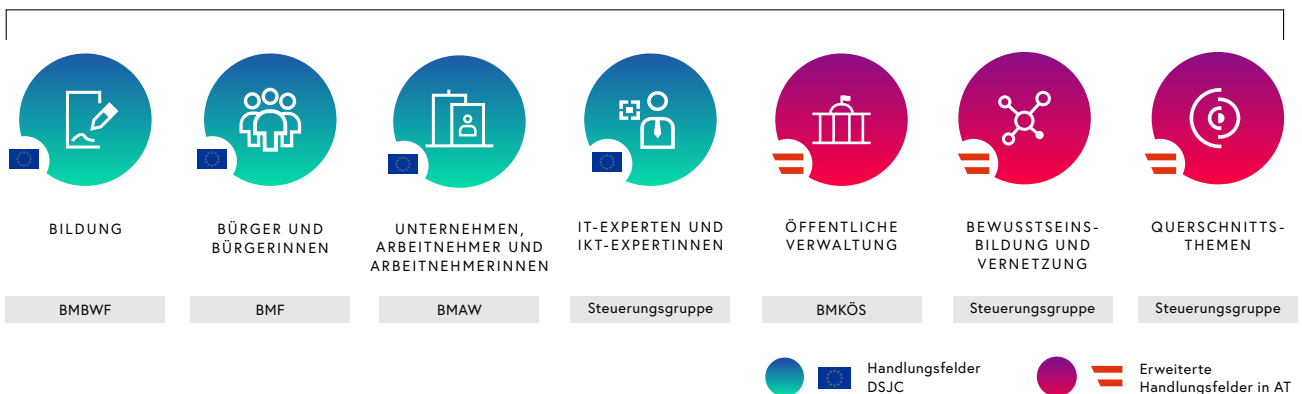 BILDUNG
BÜRGER UND
BÜRGERINNEN
UNTERNEHMEN,
ARBEITNEHMER UND
ARBEITNEHMERINNEN
IT-EXPERTEN UND
IKT-EXPERTINNEN
ÖFFENTLICHE
VERWALTUNG
BEWUSSTSEINS-
BILDUNG UND
VERNETZUNG
QUERSCHNITTS-
THEMEN
BMBWF
BMF
BMAW
Steuerungsgruppe
BMKÖS
Steuerungsgruppe
Steuerungsgruppe
Handlungsfelder
DSJC
Erweiterte
Handlungsfelder in AT